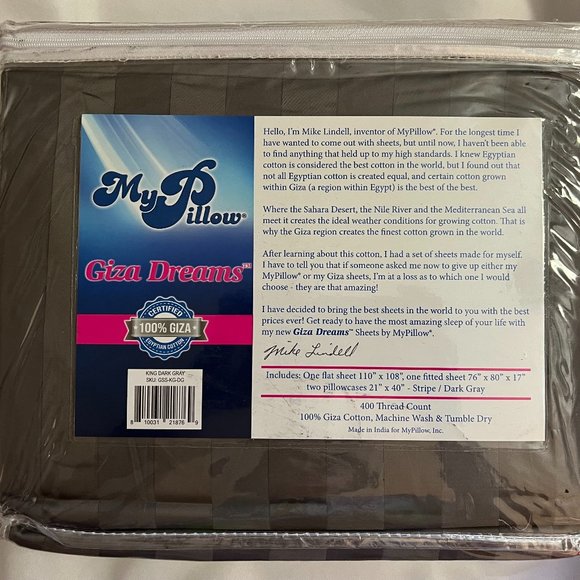 My Pillow®
Giza Dreams™
CERTIFIED
100% GIZA
EGYPTIAN COTTON
KING DARK GRAY
SKU: GSS-KG-DG
8 10031 21876 9
Hello, I'm Mike Lindell, inventor of MyPillow®. For the longest time I
have wanted to come out with sheets, but until now, I haven't been able
to find anything that held up to my high standards. I knew Egyptian
cotton is considered the best cotton in the world, but I found out that
not all Egyptian cotton is created equal, and certain cotton grown
within Giza (a region within Egypt) is the best of the best.
Where the Sahara Desert, the Nile River and the Mediterranean Sea all
meet it creates the ideal weather conditions for growing cotton. That is
why the Giza region creates the finest cotton grown in the world.
After learning about this cotton, I had a set of sheets made for myself.
I have to tell you that if someone asked me now to give up either my
MyPillow® or my Giza sheets, I'm at a loss as to which one I would
choose - they are that amazing!
I have decided to bring the best sheets in the world to you with the best
prices ever! Get ready to have the most amazing sleep of your life with
my new Giza Dreams™ Sheets by MyPillow®.
Mike Lindell
Includes: One flat sheet 110" x 108", one fitted sheet 76" x 80" x 17"
two pillowcases 21" x 40" - Stripe / Dark Gray
400 Thread Count
100% Giza Cotton, Machine Wash & Tumble Dry
Made in India for MyPillow, Inc.